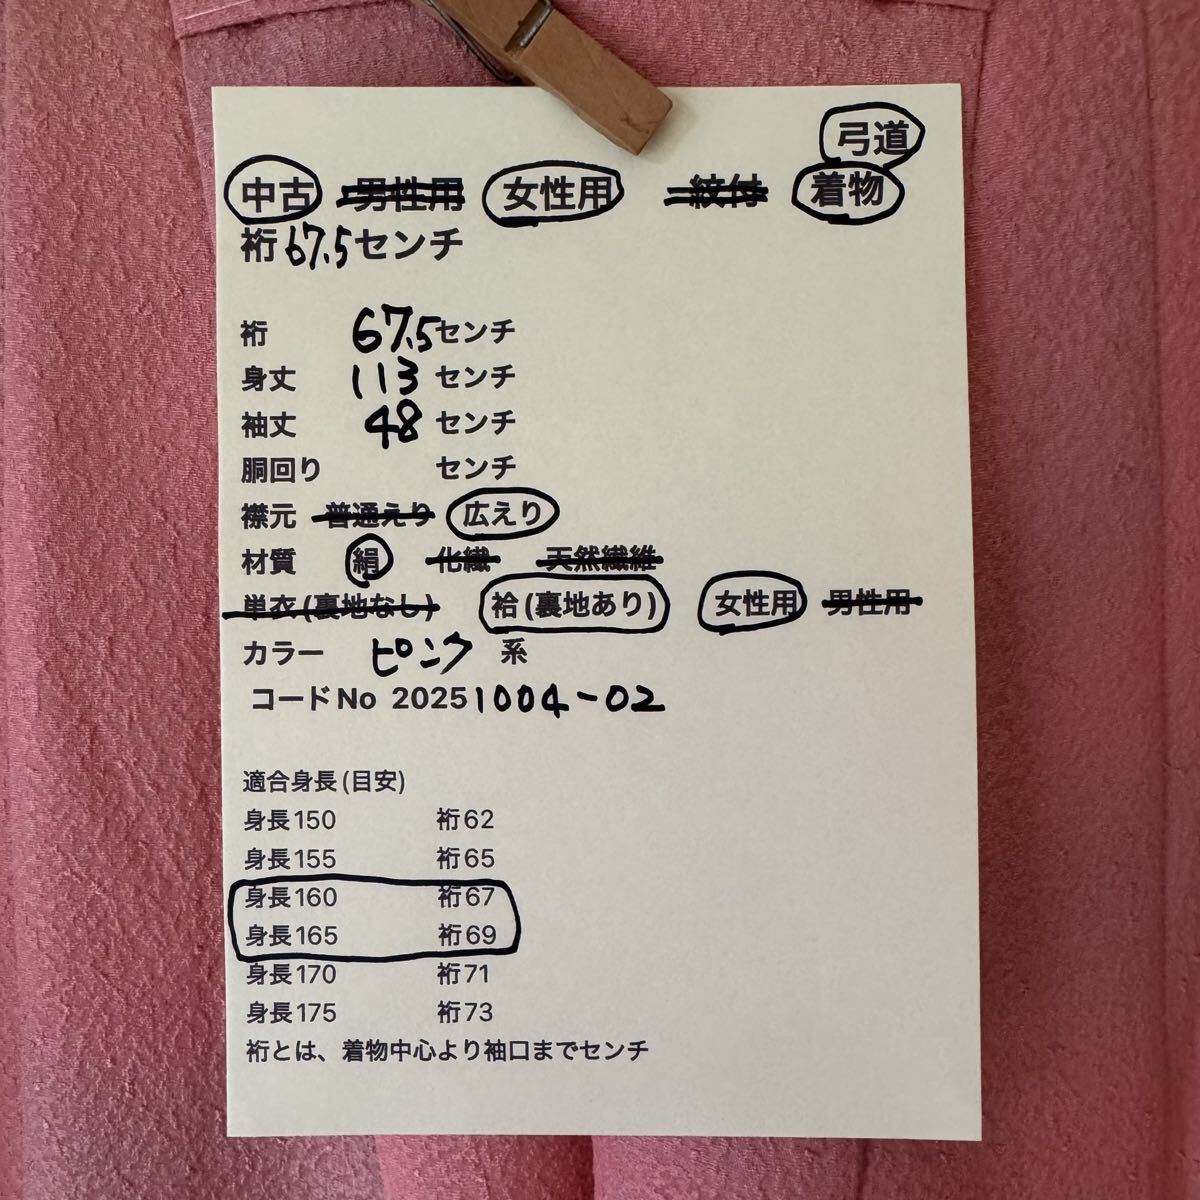 弓道
中古 男性用 女性用 紋付 着物
裄 67.5 センチ
裄 67.5 センチ
身丈 113 センチ
袖丈 48 センチ
胴回り センチ
襟元 普通えり 広えり
材質 絹 化繊 天然繊維
単衣(裏地なし) 袷(裏地あり) 女性用 男性用
カラー ピンク 系
コードNo 20251004-02
適合身長(目安)
身長150 裄62
身長155 裄65
身長160 裄67
身長165 裄69
身長170 裄71
身長175 裄73
裄とは、着物中心より袖口までセンチ